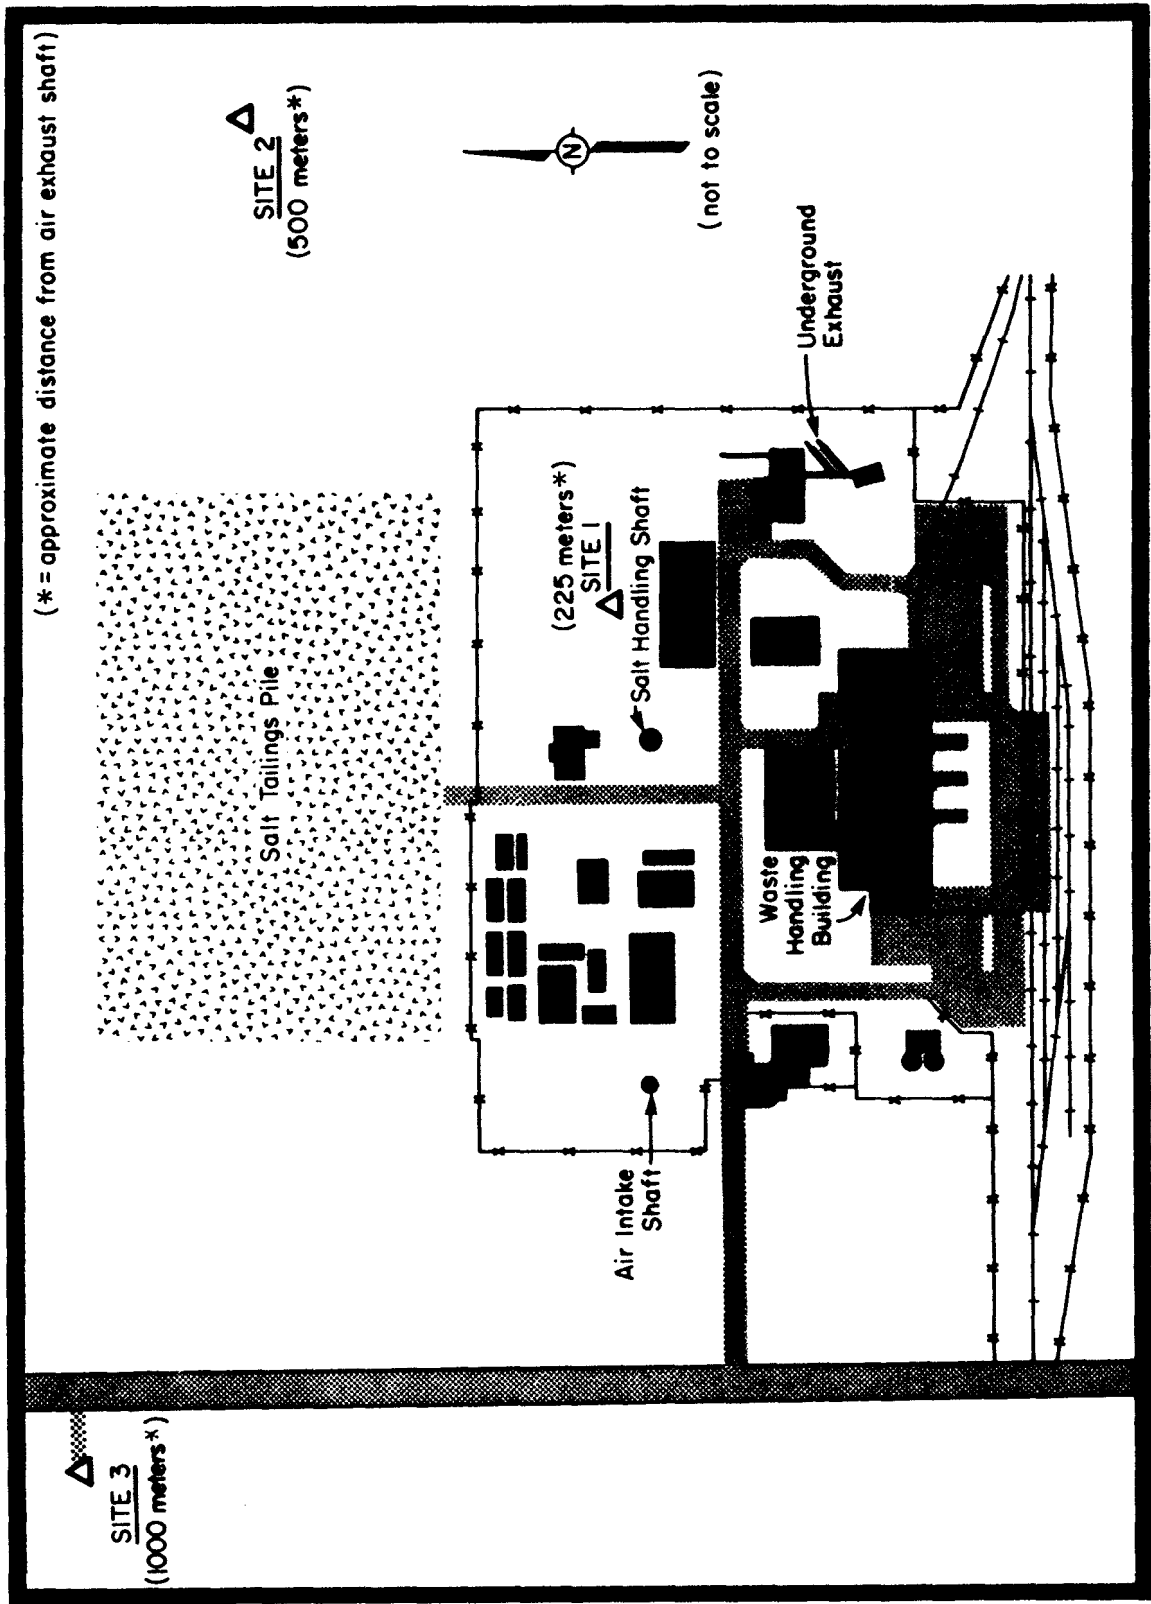 (*=approximate distance from air exhaust shaft)
SITE 3
(1000 meters*)
SITE 2
(500 meters*)
Salt Tailings Pile
N
(not to scale)
(225 meters*)
SITE 1
Salt Handling Shaft
Air Intake
Shaft
Underground
Exhaust
Waste
Handling
Building